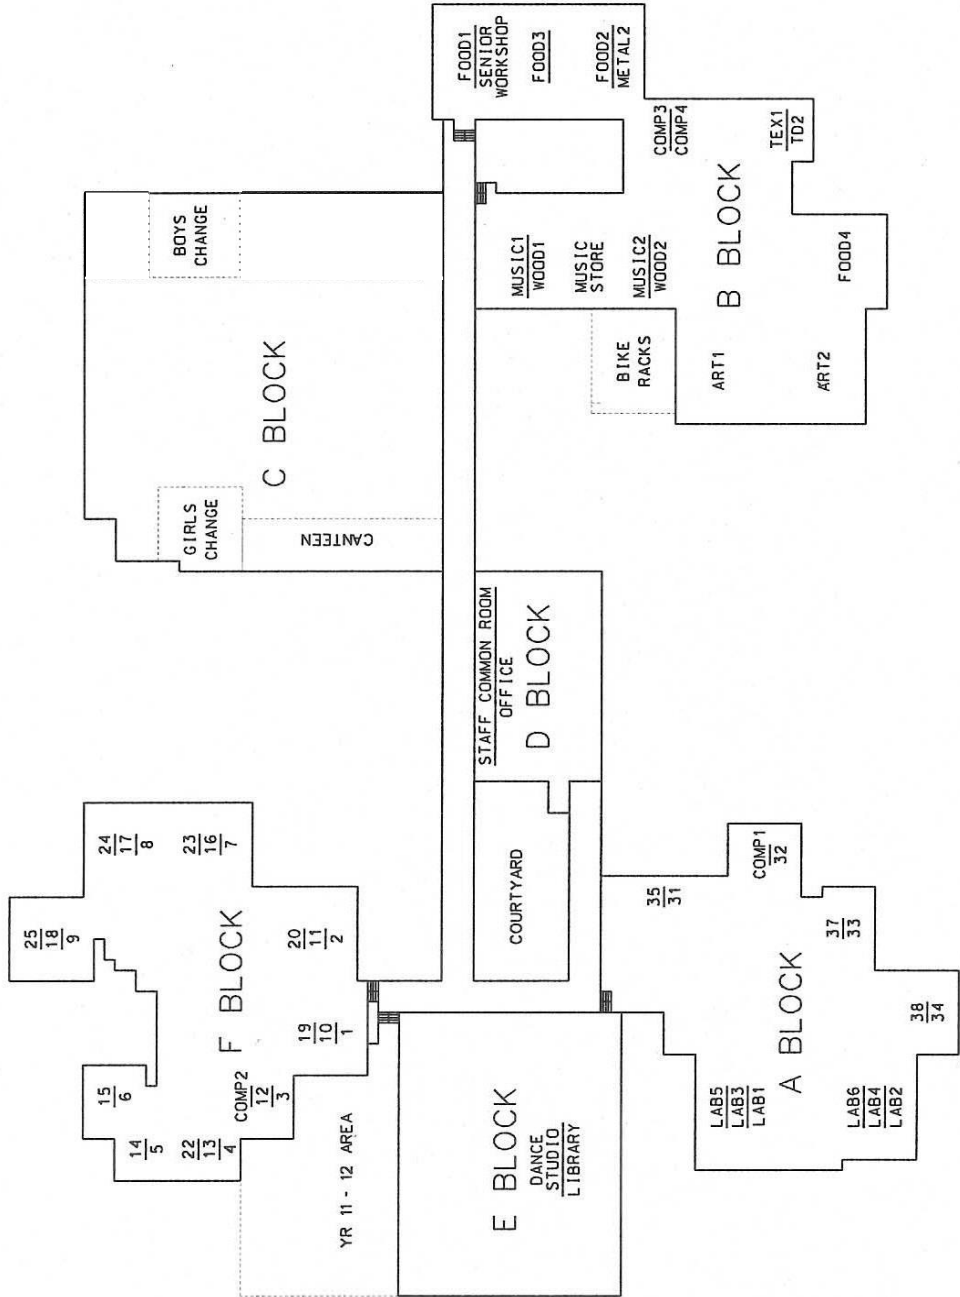 FOOD1
SENIOR
WORKSHOP
FOOD3
FOOD2
METAL2
COMP3
COMP4
TEX1
TD2
B BLOCK
MUSIC1
WOOD1
MUSIC
STORE
MUSIC2
WOOD2
FOOD4
BIKE
RACKS
ART1
ART2
BOYS
CHANGE
C BLOCK
GIRLS
CHANGE
CANTEEN
STAFF COMMON ROOM
OFFICE
D BLOCK
COURTYARD
24
17
8
23
16
7
25
18
9
F BLOCK
20
11
2
19
10
1
15
6
COMP2
12
3
14
5
22
13
4
YR 11 - 12 AREA
E BLOCK
DANCE
STUDIO
LIBRARY
35
31
COMP1
32
37
33
38
34
A BLOCK
LAB5
LAB3
LAB1
LAB6
LAB4
LAB2